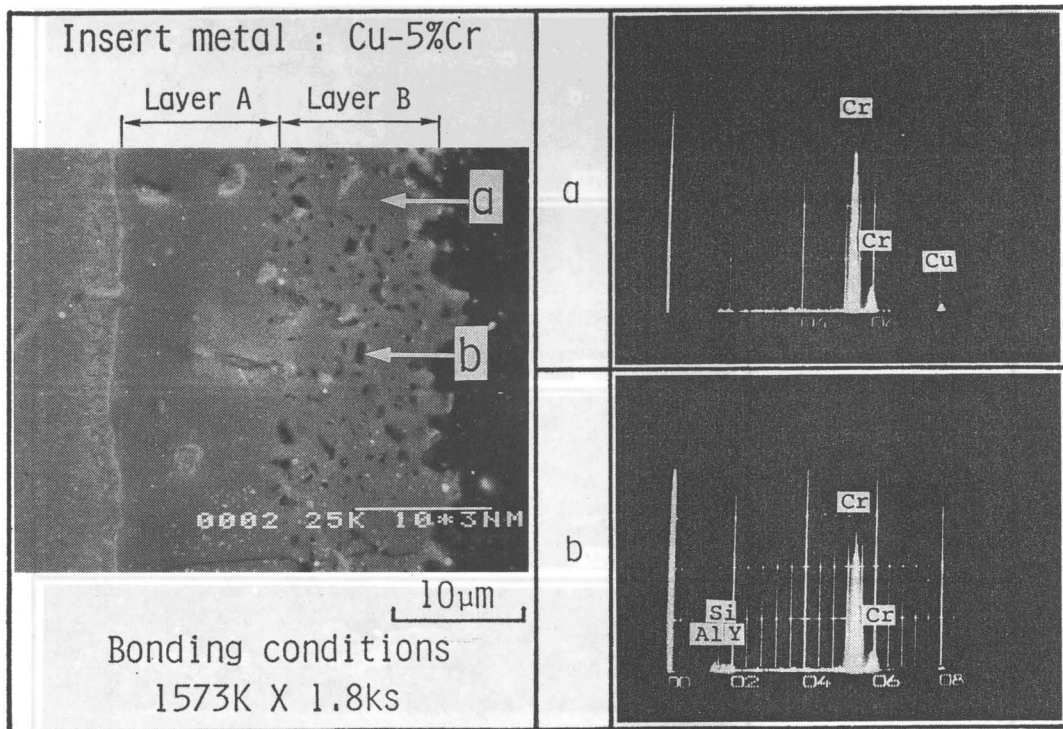 Insert metal : Cu-5%Cr
Layer A Layer B
a
b
0002 25K 10*3NM
10μm
Bonding conditions
1573K X 1.8ks
a
Cr
Cr
Cu
04
b
Cr
Si
Al Y
Cr
00 02 04 06 08